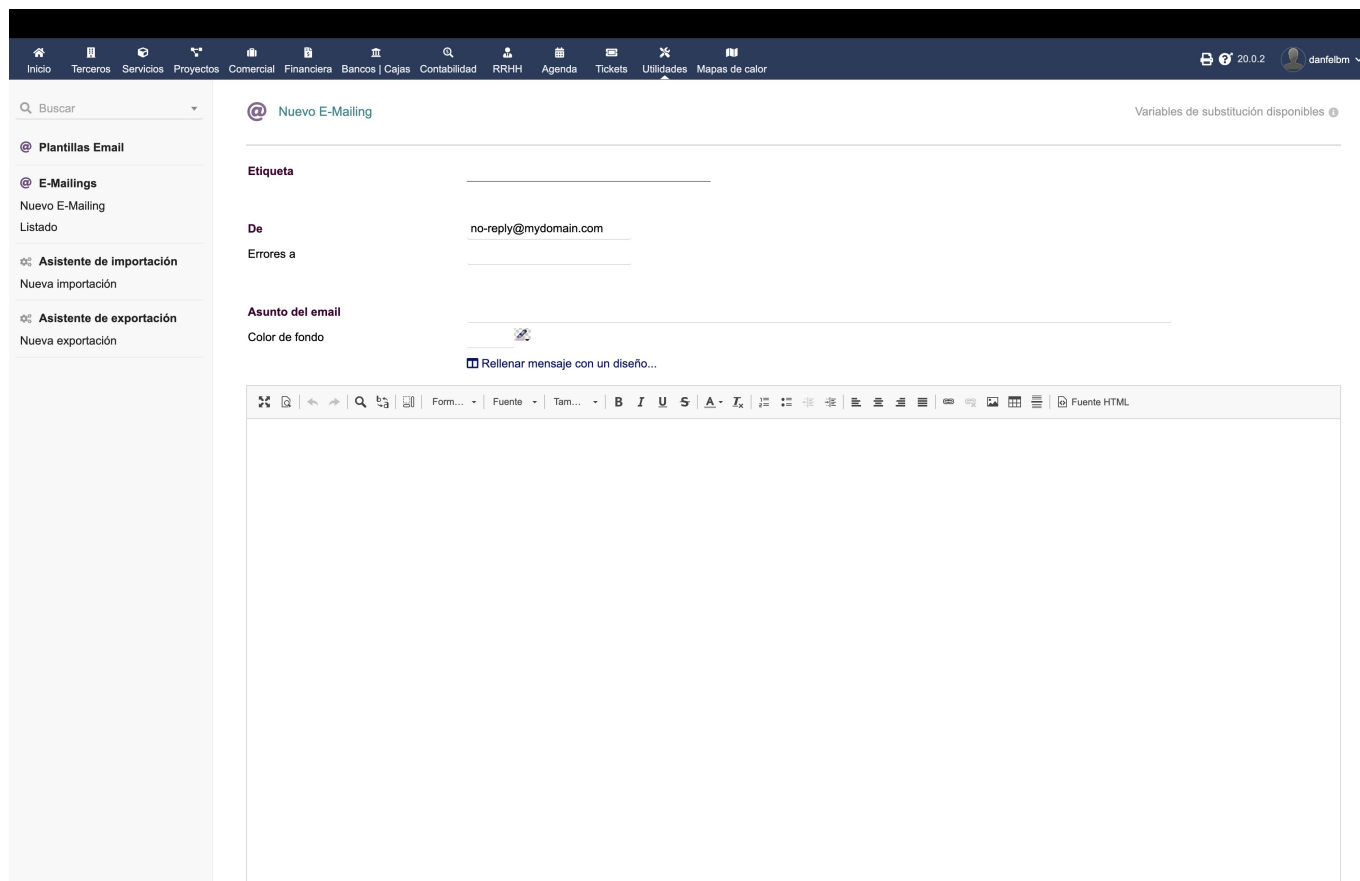 Inicio Terceros Servicios Proyectos Comercial Financiera Bancos | Cajas Contabilidad RRHH Agenda Tickets Utilidades Mapas de calor 20.0.2 danfelbm
Buscar
@ Plantillas Email
@ E-Mailings
Nuevo E-Mailing
Listado
Asistente de importación
Nueva importación
Asistente de exportación
Nueva exportación
@ Nuevo E-Mailing
Variables de substitución disponibles
Etiqueta
De no-reply@mydomain.com
Errores a
Asunto del email
Color de fondo
Rellenar mensaje con un diseño...
Form... Fuente Tam... B I U S A Tx Fuente HTML